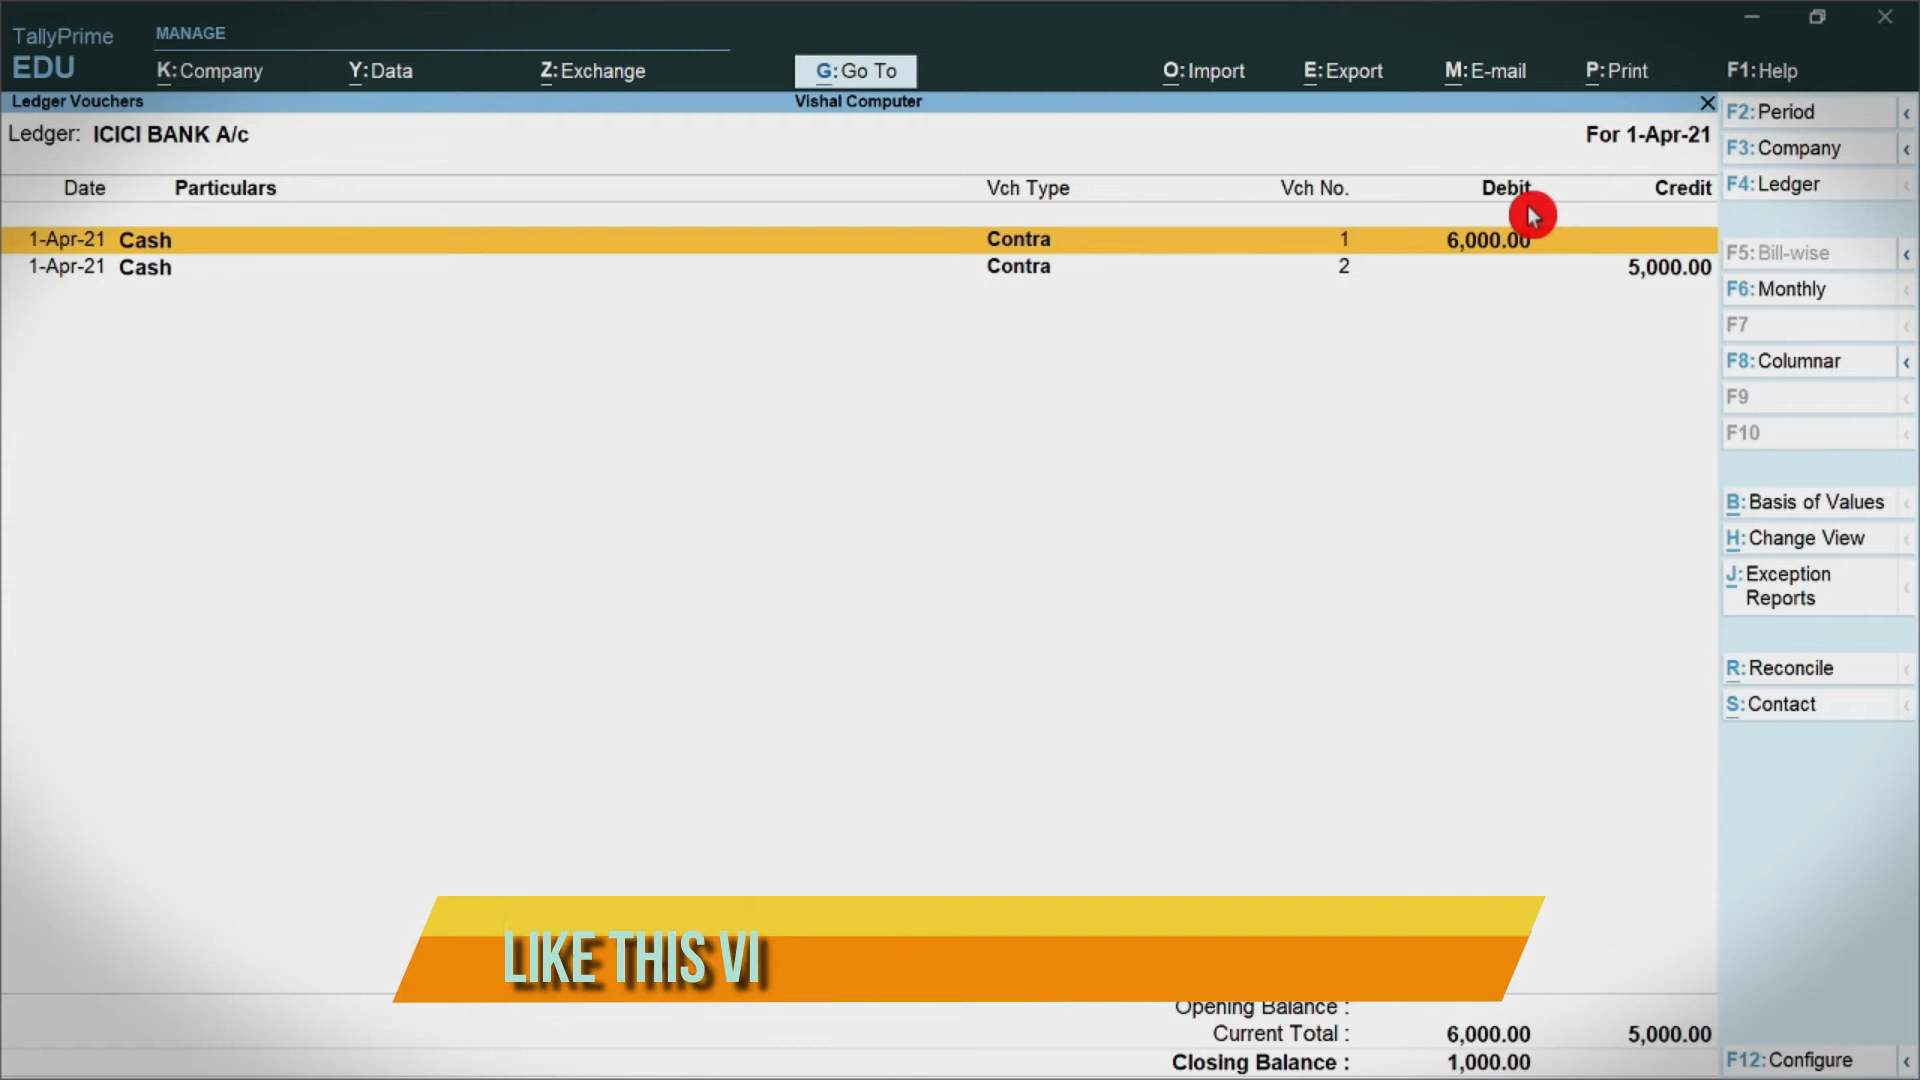 TallyPrime
EDU
MANAGE
K:Company Y:Data Z:Exchange G:Go To O:Import E:Export M:E-mail P:Print F1:Help
Ledger Vouchers Vishal Computer
Ledger: ICICI BANK A/c For 1-Apr-21
Date Particulars Vch Type Vch No. Debit Credit
1-Apr-21 Cash Contra 1 6,000.00
1-Apr-21 Cash Contra 2 5,000.00
F2:Period
F3:Company
F4:Ledger
F5:Bill-wise
F6:Monthly
F7
F8:Columnar
F9
F10
B:Basis of Values
H:Change View
J:Exception
Reports
R:Reconcile
S:Contact
LIKE THIS VI
Opening Balance :
Current Total : 6,000.00 5,000.00
Closing Balance : 1,000.00
F12:Configure